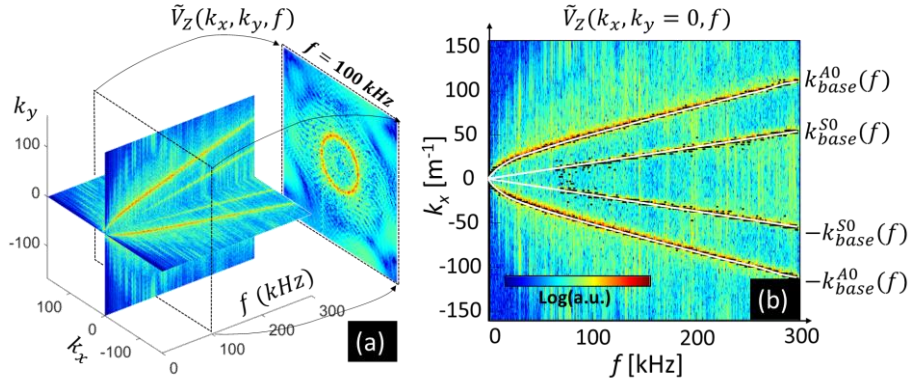 Ṽ_Z(k_x, k_y, f)
f = 100 kHz
k_y
100
0
-100
100
0
-100
k_x
0
100
200
300
f (kHz)
(a)
Ṽ_Z(k_x, k_y = 0, f)
150
100
50
0
-50
-100
-150
k_x [m⁻¹]
k_base^A0(f)
k_base^S0(f)
−k_base^S0(f)
−k_base^A0(f)
Log(a.u.)
(b)
0
100
200
300
f [kHz]